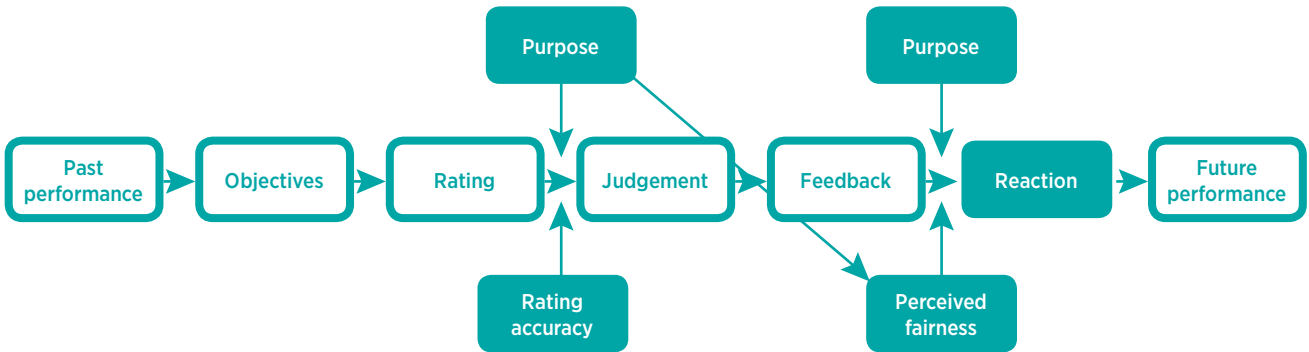 Purpose
Purpose
Past
performance
Objectives
Rating
Judgement
Feedback
Reaction
Future
performance
Rating
accuracy
Perceived
fairness